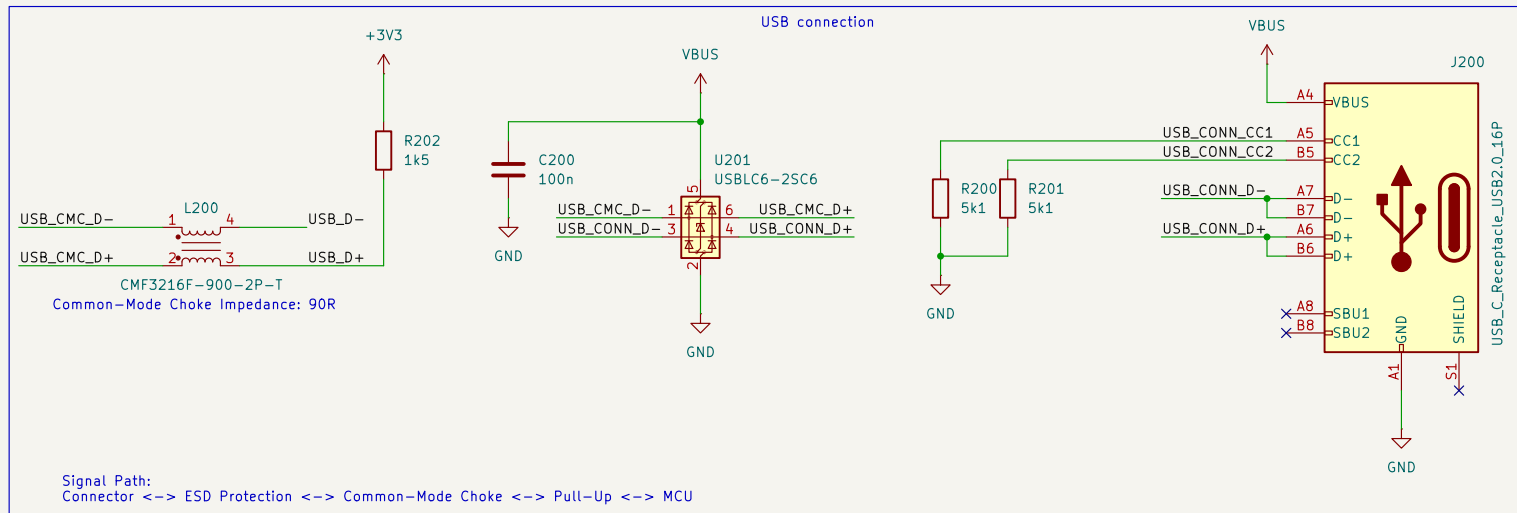 USB connection
+3V3
R202
1k5
L200
USB_CMC_D-
1
4
USB_D-
USB_CMC_D+
2
3
USB_D+
CMF3216F-900-2P-T
Common-Mode Choke Impedance: 90R
VBUS
C200
100n
GND
U201
USBLC6-2SC6
5
USB_CMC_D-
1
6
USB_CMC_D+
USB_CONN_D-
3
4
USB_CONN_D+
2
GND
R200
5k1
R201
5k1
GND
VBUS
J200
A4
VBUS
USB_CONN_CC1
A5
CC1
USB_CONN_CC2
B5
CC2
USB_CONN_D-
A7
D-
B7
D-
USB_CONN_D+
A6
D+
B6
D+
A8
SBU1
B8
SBU2
GND
SHIELD
A1
S1
USB_C_Receptacle_USB2.0_16P
GND
Signal Path:
Connector <-> ESD Protection <-> Common-Mode Choke <-> Pull-Up <-> MCU